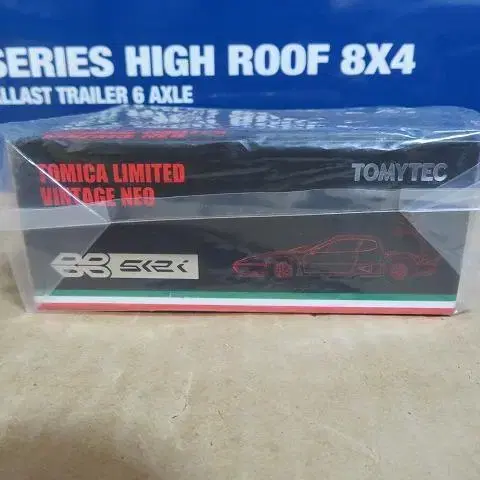 SERIES HIGH ROOF 8X4
LLAST TRAILER 6 AXLE
TOMICA LIMITED
VINTAGE NEO
TOMYTEC